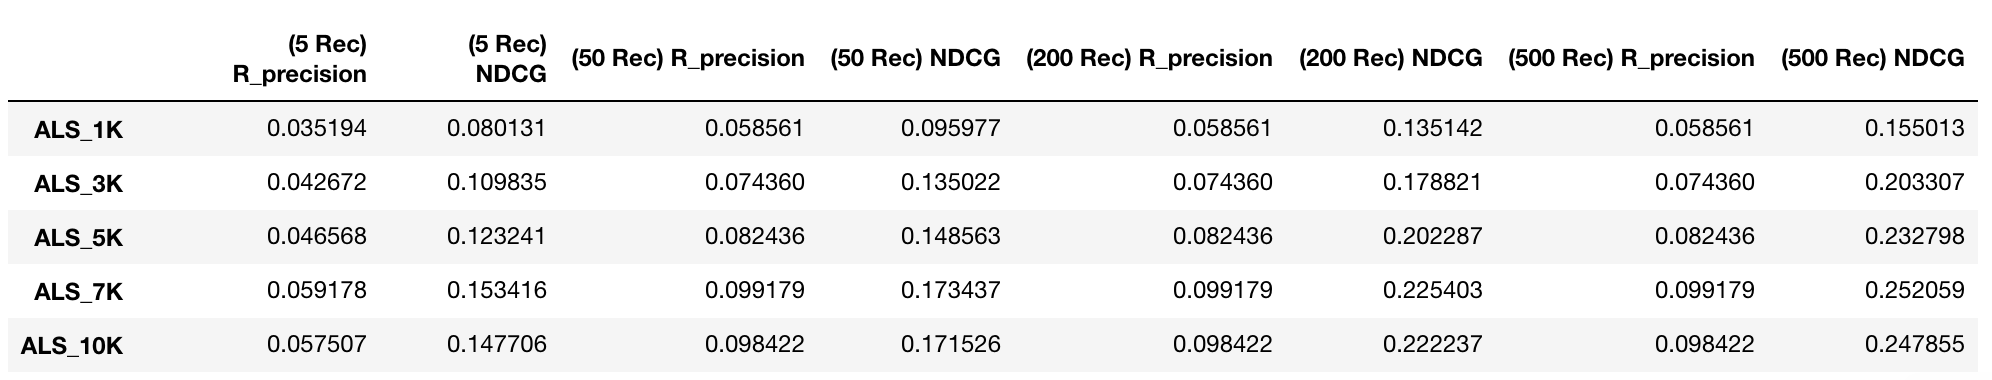 (5 Rec) R_precision (5 Rec) NDCG (50 Rec) R_precision (50 Rec) NDCG (200 Rec) R_precision (200 Rec) NDCG (500 Rec) R_precision (500 Rec) NDCG
ALS_1K 0.035194 0.080131 0.058561 0.095977 0.058561 0.135142 0.058561 0.155013
ALS_3K 0.042672 0.109835 0.074360 0.135022 0.074360 0.178821 0.074360 0.203307
ALS_5K 0.046568 0.123241 0.082436 0.148563 0.082436 0.202287 0.082436 0.232798
ALS_7K 0.059178 0.153416 0.099179 0.173437 0.099179 0.225403 0.099179 0.252059
ALS_10K 0.057507 0.147706 0.098422 0.171526 0.098422 0.222237 0.098422 0.247855